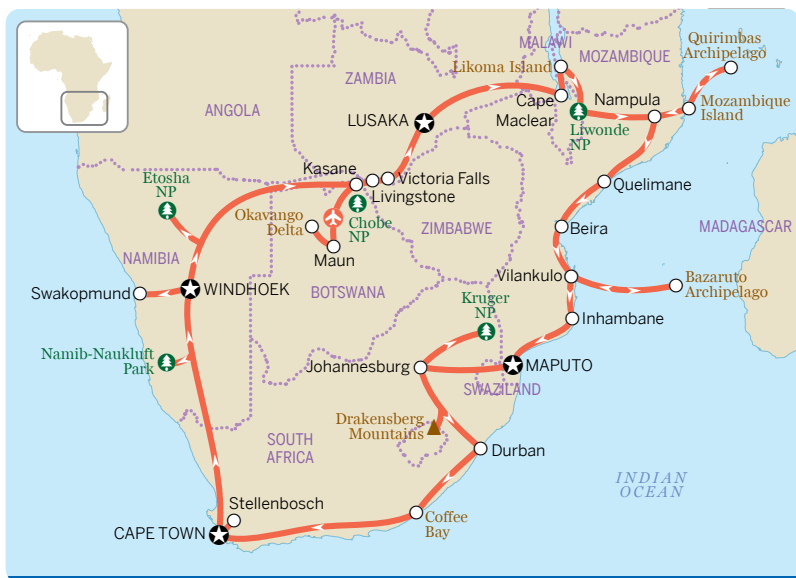 MALAWI
MOZAMBIQUE
Quirimbas
Archipelago
Likoma Island
ZAMBIA
ANGOLA
LUSAKA
Cape
Maclear
Nampula
Mozambique
Island
Liwonde
NP
Kasane
Victoria Falls
Livingstone
Etosha
NP
Quelimane
Okavango
Delta
Chobe
NP
ZIMBABWE
Beira
MADAGASCAR
NAMIBIA
Maun
Vilankulo
Bazaruto
Archipelago
Swakopmund
WINDHOEK
BOTSWANA
Kruger
NP
Inhambane
Namib-Naukluft
Park
Johannesburg
MAPUTO
SWAZILAND
Drakensberg
Mountains
SOUTH
AFRICA
Durban
INDIAN
OCEAN
Stellenbosch
Coffee
Bay
CAPE TOWN